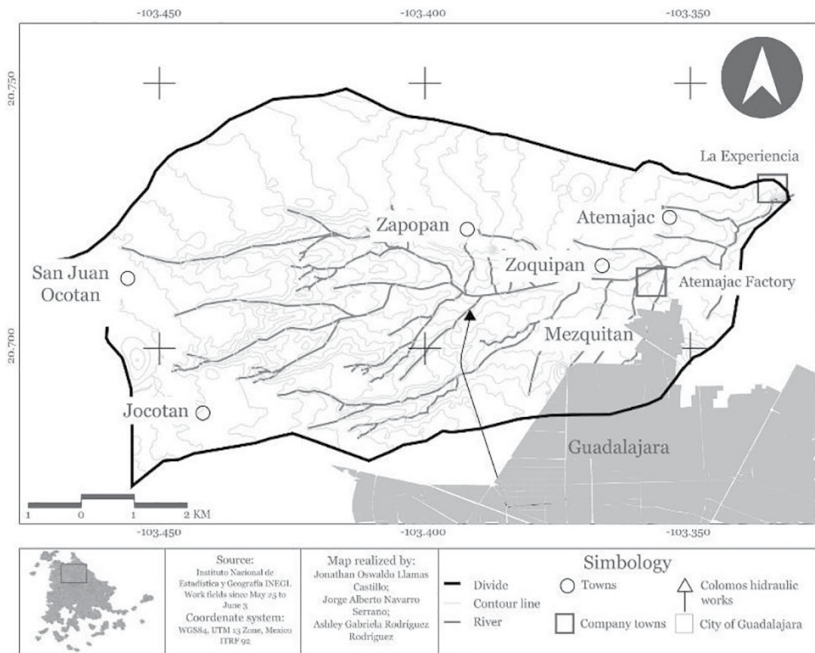 -103.450
-103.400
-103.350
20.750
20.700
La Experiencia
Atemajac
Zapopan
Zoquipan
San Juan
Ocotan
Atemajac Factory
Mezquitan
Jocotan
Guadalajara
1 0 1 2 KM
-103.450
-103.400
-103.350
Source:
Instituto Nacional de
Estadistica y Geografía INEGI.
Work fields since May 25 to
June 3
Coordenate system:
WGS84, UTM 13 Zone, Mexico
ITRF 92
Map realized by:
Jonathan Oswaldo Llamas
Castillo;
Jorge Alberto Navarro
Serrano;
Ashley Gabriela Rodríguez
Rodríguez
Simbology
Divide
Contour line
River
Towns
Company towns
Colomos hidraulic
works
City of Guadalajara